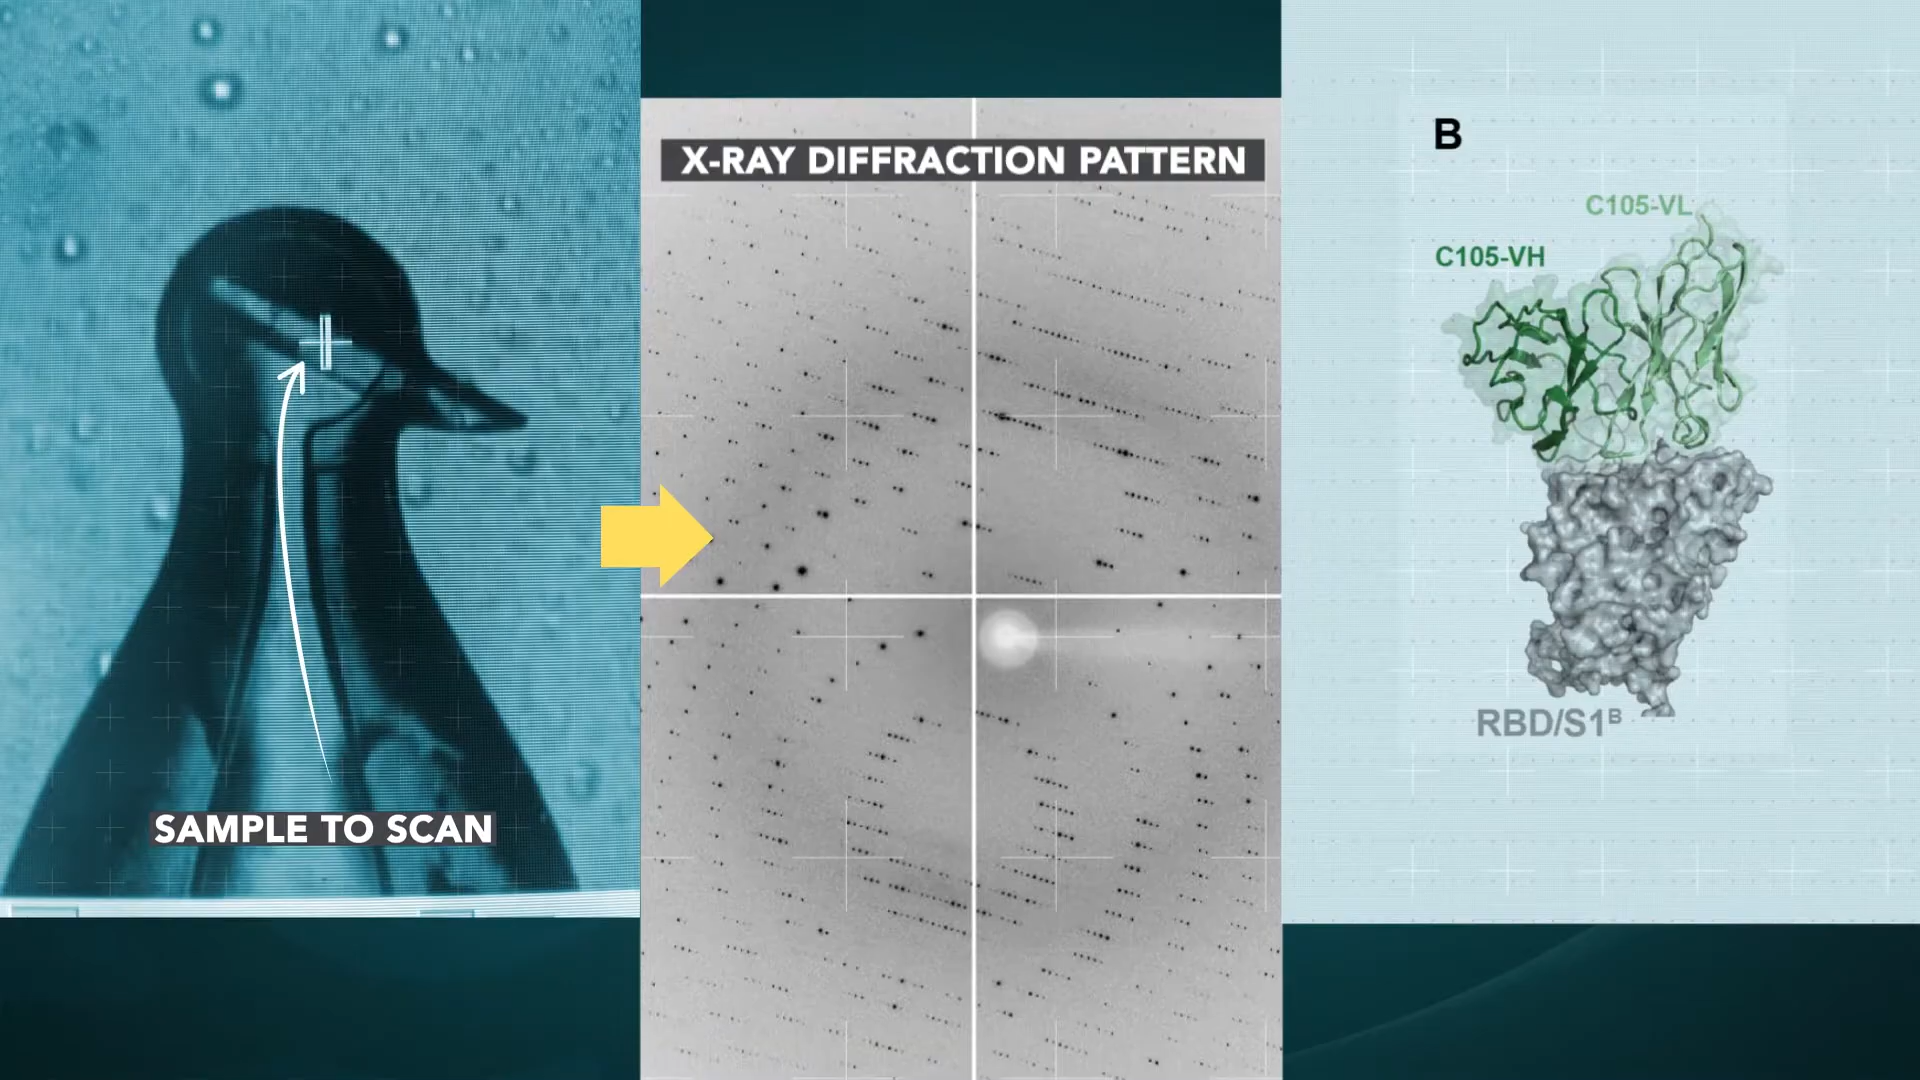 SAMPLE TO SCAN
X-RAY DIFFRACTION PATTERN
B
C105-VL
C105-VH
RBD/S1ᴮ